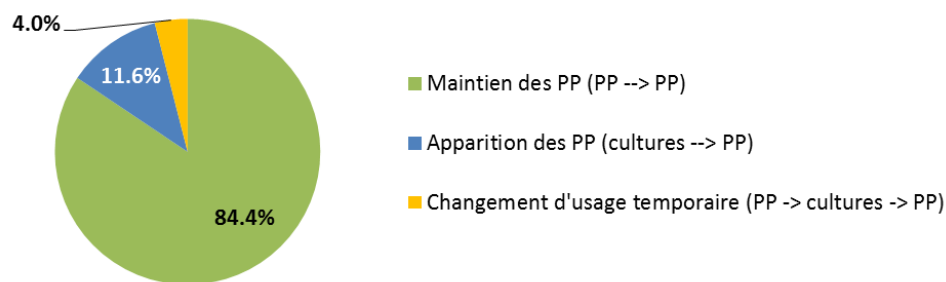 4.0%
11.6%
84.4%
Maintien des PP (PP --> PP)
Apparition des PP (cultures --> PP)
Changement d'usage temporaire (PP -> cultures -> PP)